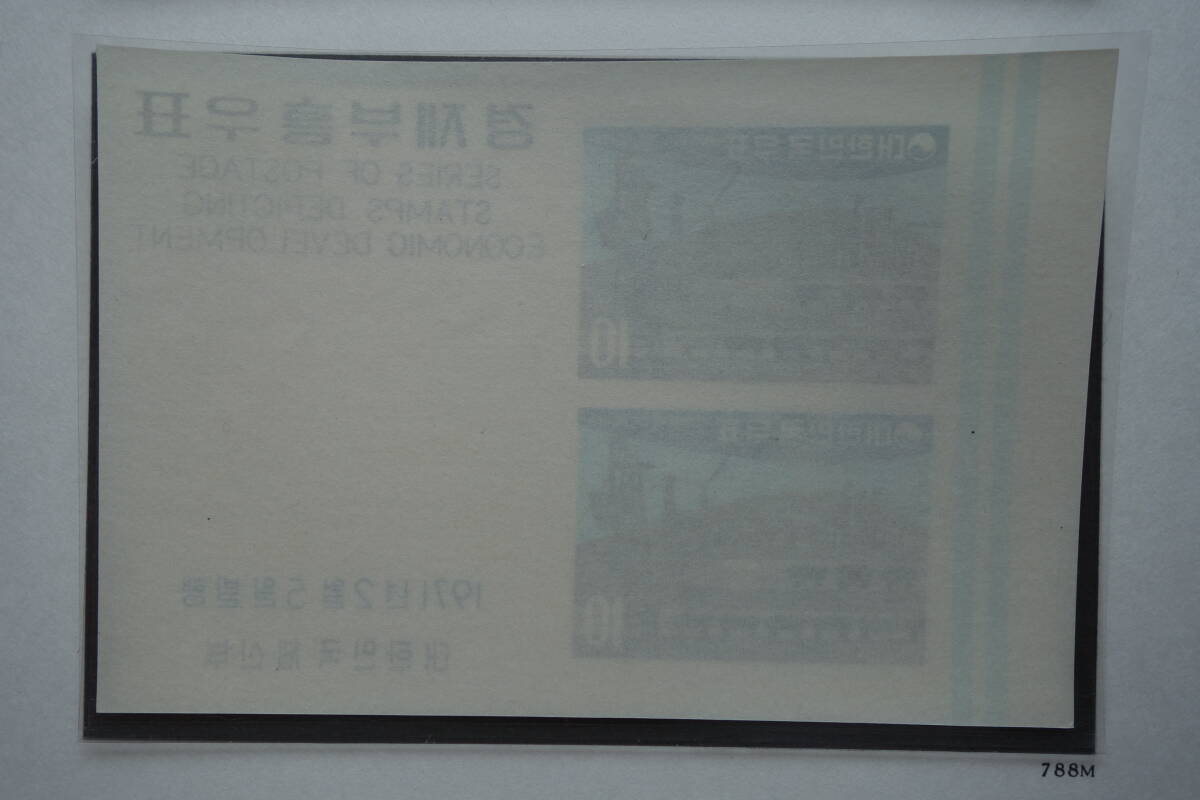 경제부흥우표
SERIES OF POSTAGE
STAMPS DEPICTING
ECONOMIC DEVELOPMENT
대한민국우표
10
대한민국우표
10
1971년 2월 5일발행
대한민국체신부
788M